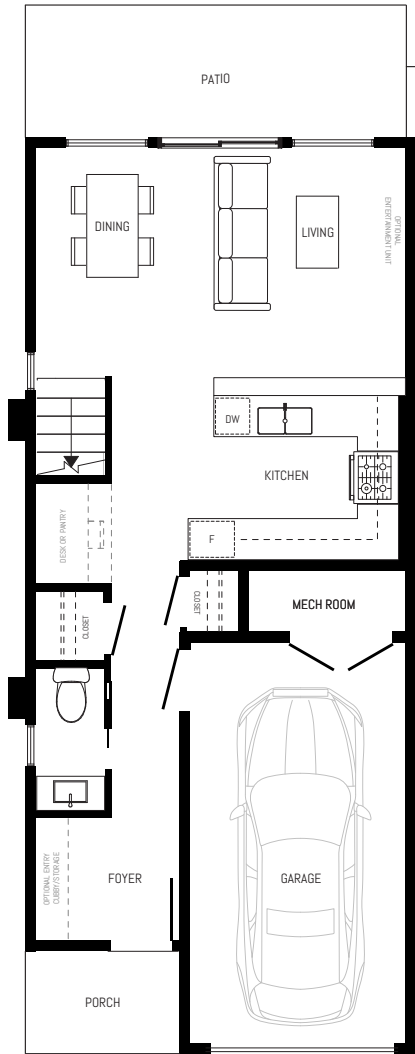 PATIO
DINING
LIVING
OPTIONAL
ENTERTAINMENT UNIT
DW
KITCHEN
DESK OR PANTRY
F
CLOSET
CLOSET
MECH ROOM
OPTIONAL ENTRY
CUBBY/STORAGE
FOYER
GARAGE
PORCH